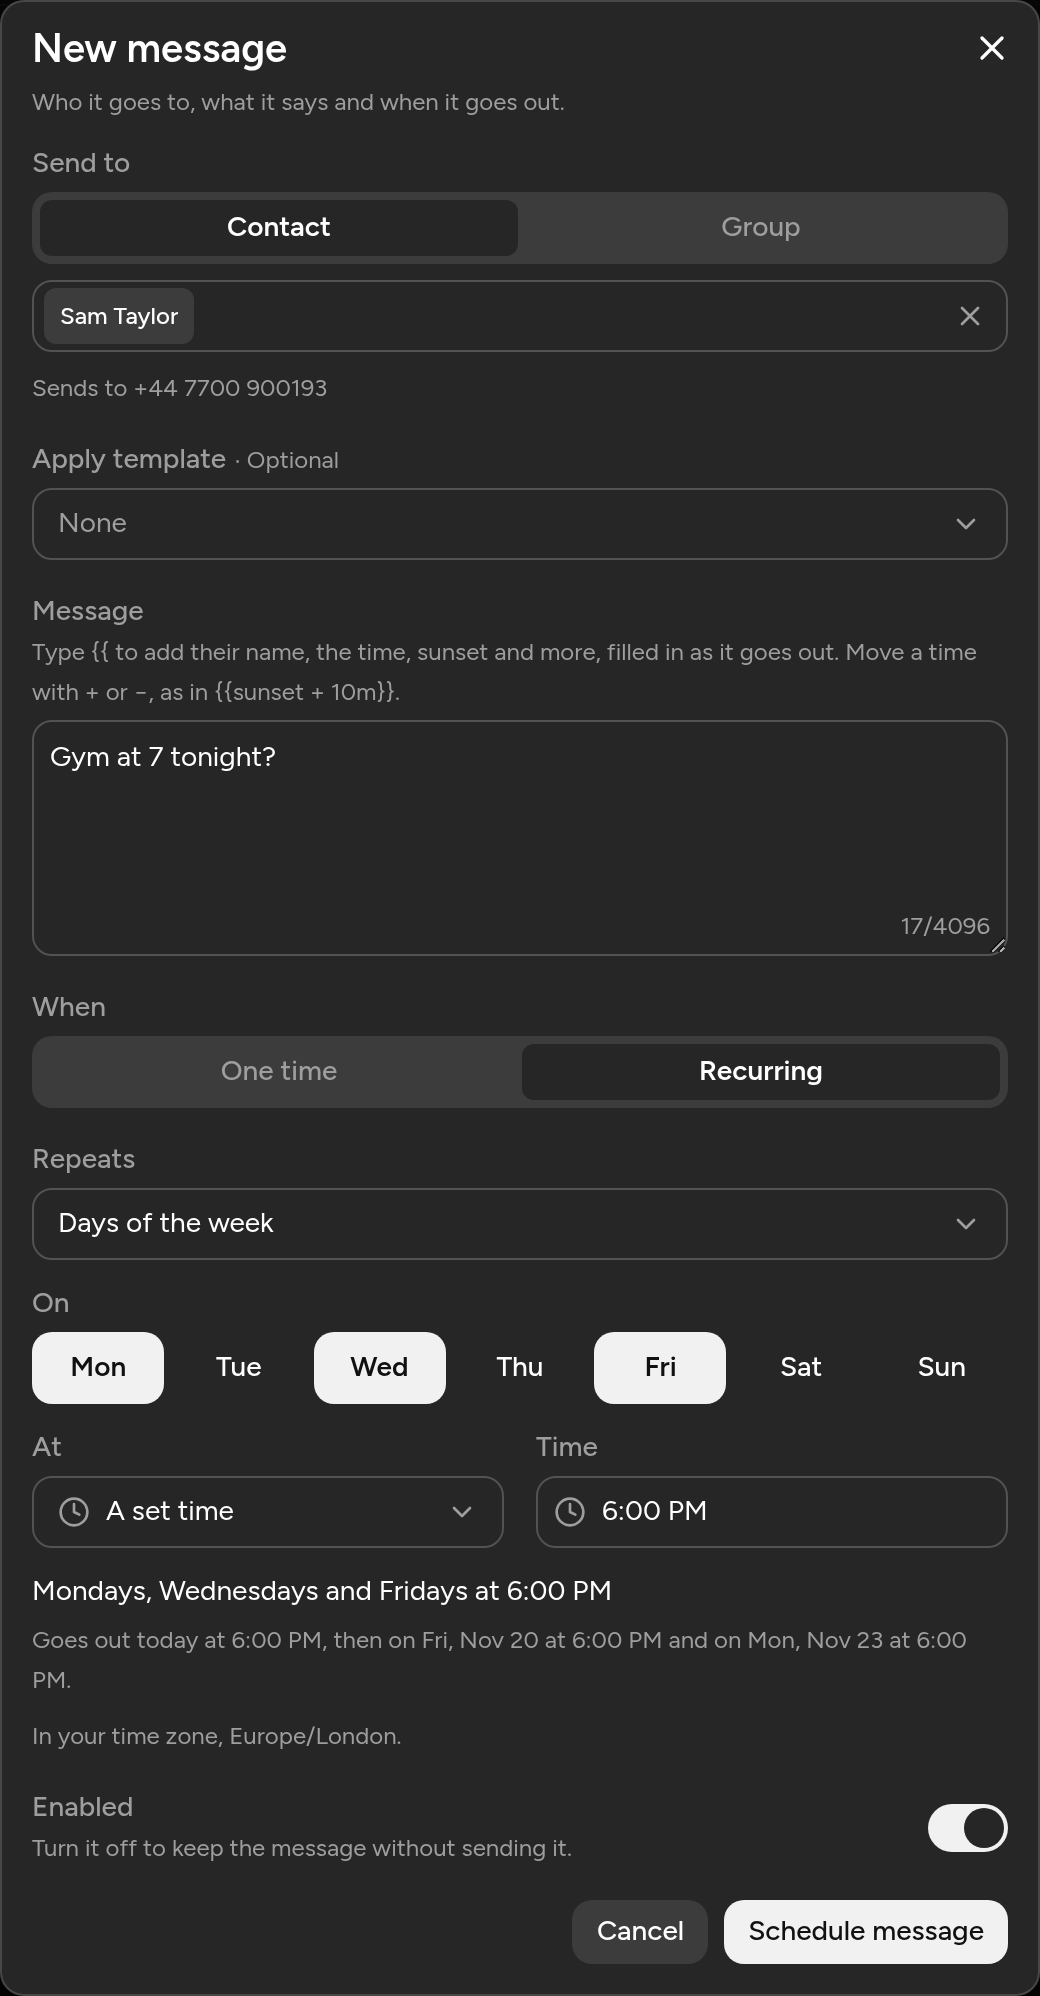 New message
Who it goes to, what it says and when it goes out.
Send to
Contact
Group
Sam Taylor
Sends to +44 7700 900193
Apply template · Optional
None
Message
Type {{ to add their name, the time, sunset and more, filled in as it goes out. Move a time
with + or −, as in {{sunset + 10m}}.
Gym at 7 tonight?
17/4096
When
One time
Recurring
Repeats
Days of the week
On
Mon Tue Wed Thu Fri Sat Sun
At
Time
A set time
6:00 PM
Mondays, Wednesdays and Fridays at 6:00 PM
Goes out today at 6:00 PM, then on Fri, Nov 20 at 6:00 PM and on Mon, Nov 23 at 6:00
PM.
In your time zone, Europe/London.
Enabled
Turn it off to keep the message without sending it.
Cancel
Schedule message